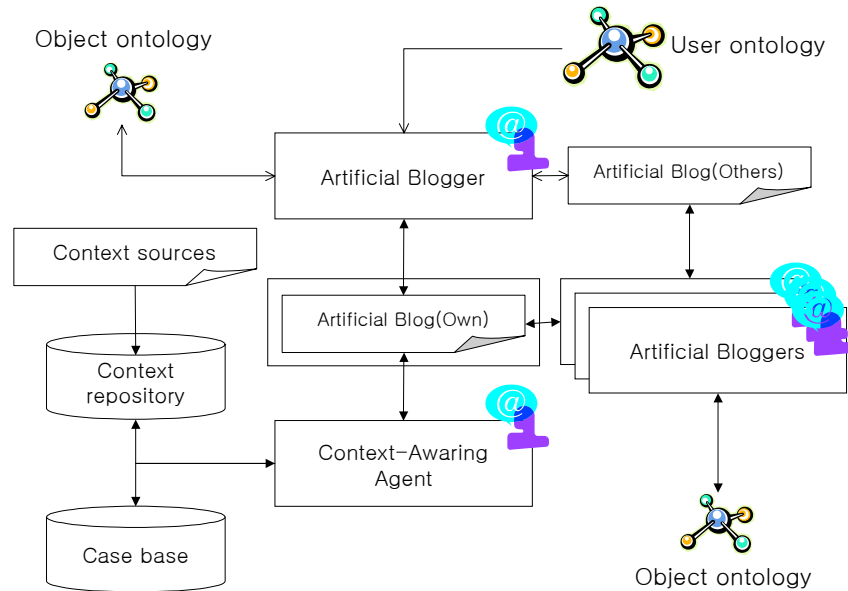 Object ontology
User ontology
@
Artificial Blogger
Artificial Blog(Others)
Context sources
@
@
Artificial Blog(Own)
Artificial Bloggers
Context
repository
@
Context-Awaring
Agent
Case base
Object ontology